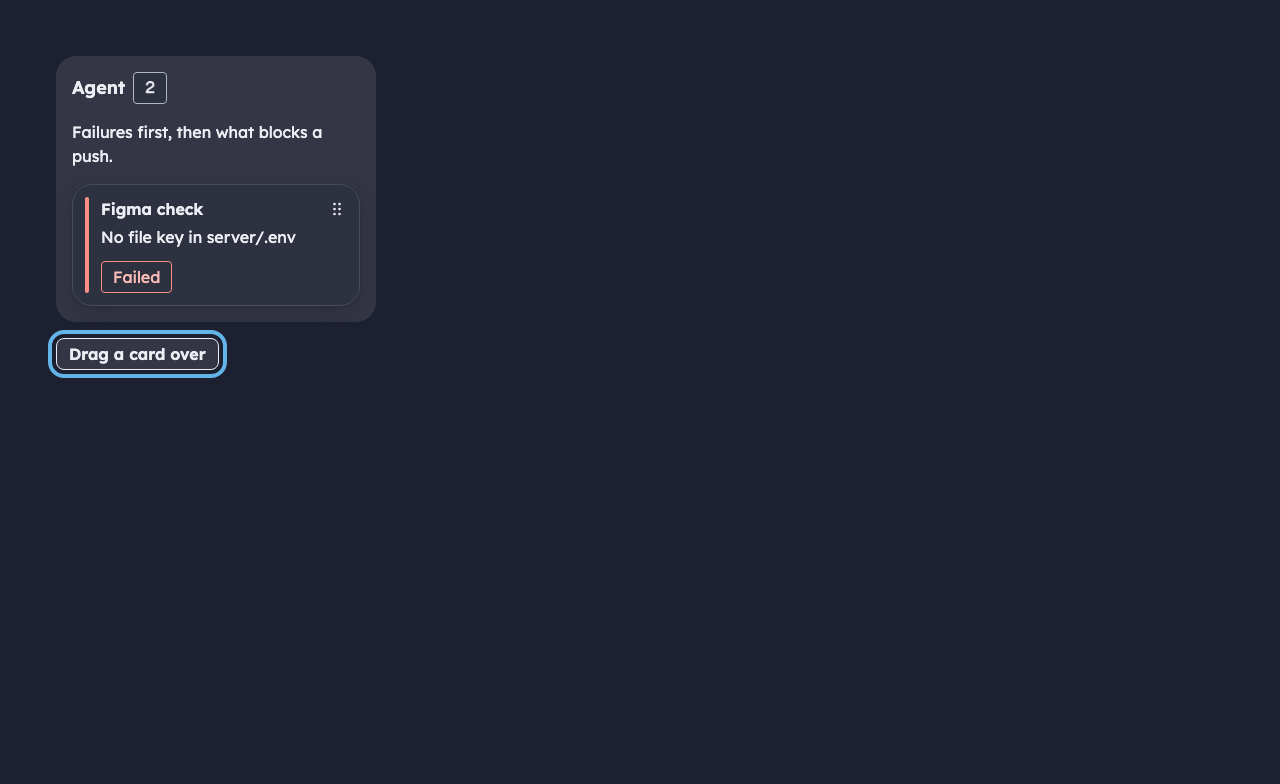 Agent 2
Failures first, then what blocks a
push.
Figma check
No file key in server/.env
Failed
Drag a card over